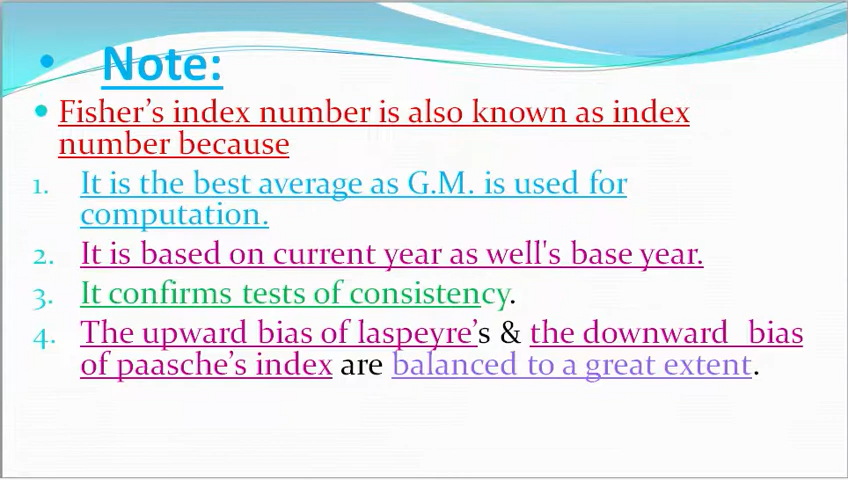 • Note:
• Fisher’s index number is also known as index
number because
1. It is the best average as G.M. is used for
computation.
2. It is based on current year as well's base year.
3. It confirms tests of consistency.
4. The upward bias of laspeyre’s & the downward bias
of paasche’s index are balanced to a great extent.